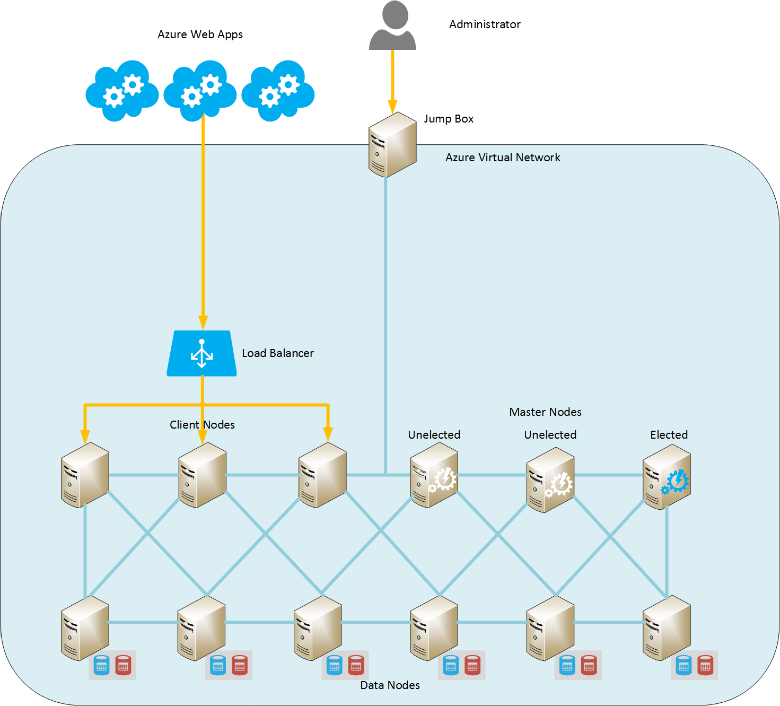 Administrator
Azure Web Apps
Jump Box
Azure Virtual Network
Load Balancer
Master Nodes
Client Nodes
Unelected
Unelected
Elected
Data Nodes